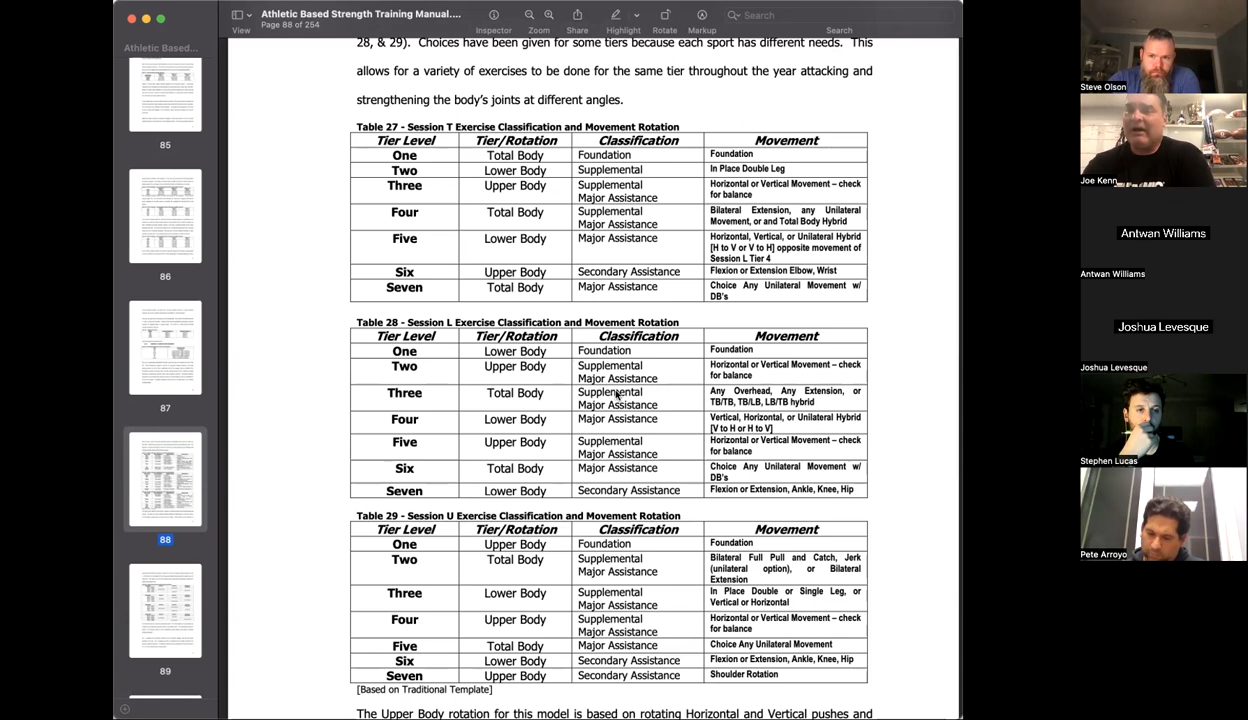 Athletic Based Strength Training Manual....
Page 88 of 254
View
Inspector
Zoom
Share
Highlight
Rotate
Markup
Search
Search
Athletic Based...
85
86
87
88
89
28, & 29). Choices have been given for some tiers because each sport has different needs. This
allows for a variety of exercises to be done for the same tier throughout the year attacking and
strengthening the body's joints at different angles.
Table 27 - Session T Exercise Classification and Movement Rotation
Tier Level Tier/Rotation Classification Movement
One Total Body Foundation Foundation
Two Lower Body Supplemental In Place Double Leg
Three Upper Body Supplemental Horizontal or Vertical Movement – check
Major Assistance for balance
Four Total Body Supplemental Bilateral Extension, any Unilateral
Major Assistance Movement, or and Total Body Hybrid
Five Lower Body Major Assistance Horizontal, Vertical, or Unilateral Hybrid
[H to V or V to H] opposite movement of
Session L Tier 4
Six Upper Body Secondary Assistance Flexion or Extension Elbow, Wrist
Seven Total Body Major Assistance Choice Any Unilateral Movement w/
DB's
Table 28 - Session L Exercise Classification and Movement Rotation
Tier Level Tier/Rotation Classification Movement
One Lower Body Foundation Foundation
Two Upper Body Supplemental Horizontal or Vertical Movement – check
Major Assistance for balance
Three Total Body Supplemental Any Overhead, Any Extension, or
Major Assistance TB/TB, TB/LB, LB/TB hybrid
Four Lower Body Major Assistance Vertical, Horizontal, or Unilateral Hybrid
[V to H or H to V]
Five Upper Body Supplemental Horizontal or Vertical Movement – check
Major Assistance for balance
Six Total Body Major Assistance Choice Any Unilateral Movement w/
DB's
Seven Lower Body Secondary Assistance Flexion or Extension, Ankle, Knee, Hip
Table 29 - Session U Exercise Classification and Movement Rotation
Tier Level Tier/Rotation Classification Movement
One Upper Body Foundation Foundation
Two Total Body Supplemental Bilateral Full Pull and Catch, Jerk
Major Assistance (unilateral option), or Bilateral
Extension
Three Lower Body Supplemental In Place Double or Single Leg, or
Major Assistance Vertical or Horizontal
Four Upper Body Supplemental Horizontal or Vertical Movement – check
Major Assistance for balance
Five Total Body Major Assistance Choice Any Unilateral Movement
Six Lower Body Secondary Assistance Flexion or Extension, Ankle, Knee, Hip
Seven Upper Body Secondary Assistance Shoulder Rotation
[Based on Traditional Template]
The Upper Body rotation for this model is based on rotating Horizontal and Vertical pushes and
Steve Olson
Joe Kenn
Antwan Williams
Antwan Williams
Joshua Levesque
Joshua Levesque
Stephen Lucas
Pete Arroyo